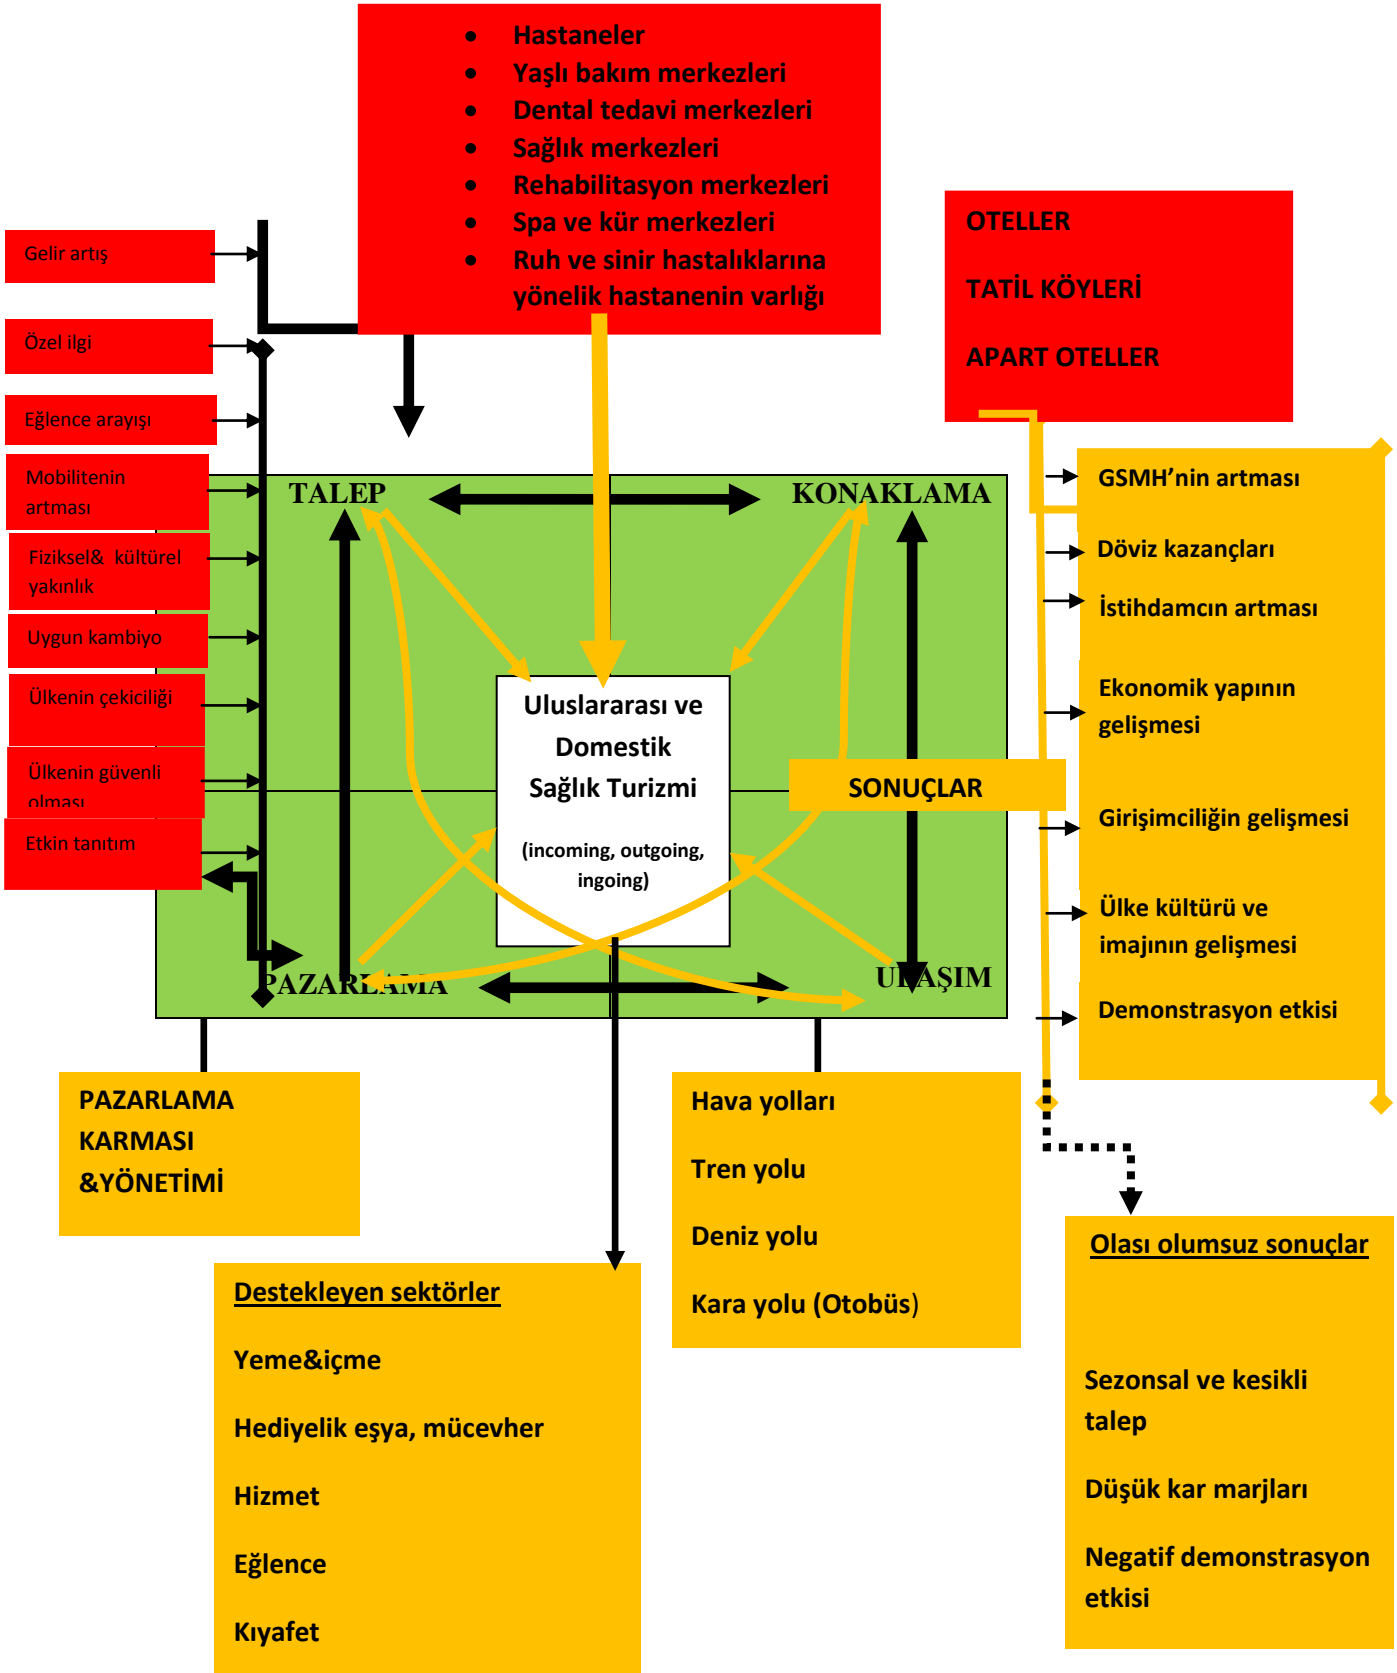 Hastaneler
Yaşlı bakım merkezleri
Dental tedavi merkezleri
Sağlık merkezleri
Rehabilitasyon merkezleri
Spa ve kür merkezleri
Ruh ve sinir hastalıklarına
yönelik hastanenin varlığı
OTELLER
TATİL KÖYLERİ
APART OTELLER
Gelir artış
Özel ilgi
Eğlence arayışı
Mobilitenin
artması
Fiziksel& kültürel
yakınlık
Uygun kambiyo
Ülkenin çekiciliği
Ülkenin güvenli
olması
Etkin tanıtım
TALEP
KONAKLAMA
Uluslararası ve
Domestik
Sağlık Turizmi
(incoming, outgoing,
ingoing)
SONUÇLAR
PAZARLAMA
ULAŞIM
GSMH’nin artması
Döviz kazançları
İstihdamcın artması
Ekonomik yapının
gelişmesi
Girişimciliğin gelişmesi
Ülke kültürü ve
imajının gelişmesi
Demonstrasyon etkisi
PAZARLAMA
KARMASI
&YÖNETİMİ
Hava yolları
Tren yolu
Deniz yolu
Kara yolu (Otobüs)
Destekleyen sektörler
Yeme&içme
Hediyelik eşya, mücevher
Hizmet
Eğlence
Kıyafet
Olası olumsuz sonuçlar
Sezonsal ve kesikli
talep
Düşük kar marjları
Negatif demonstrasyon
etkisi